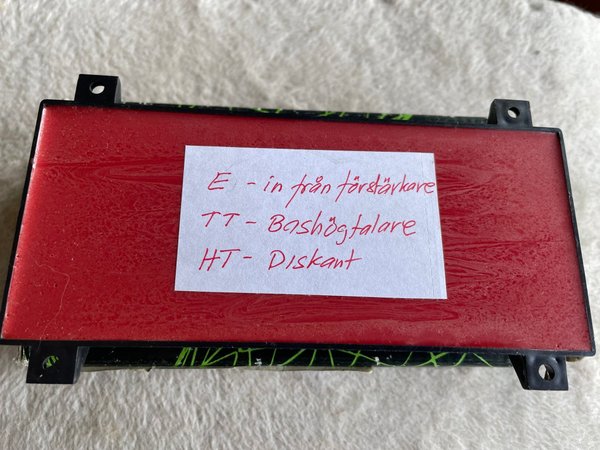 E - in från förstärkare
TT - Bashögtalare
HT - Diskant